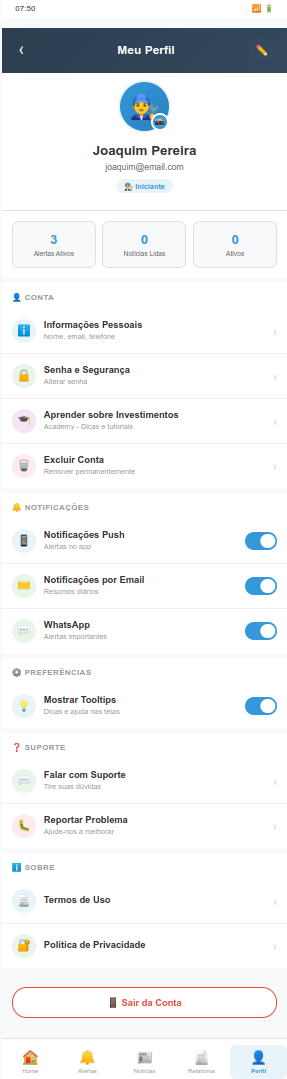 07:50
Meu Perfil
Joaquim Pereira
joaquim@email.com
Iniciante
3
Alertas Ativos
0
Notícias Lidas
0
Ativos
CONTA
Informações Pessoais
Nome, email, telefone
Senha e Segurança
Alterar senha
Aprender sobre Investimentos
Academy - Dicas e tutoriais
Excluir Conta
Remover permanentemente
NOTIFICAÇÕES
Notificações Push
Alertas no app
Notificações por Email
Resumos diários
WhatsApp
Alertas importantes
PREFERÊNCIAS
Mostrar Tooltips
Dicas e ajuda nas telas
SUPORTE
Falar com Suporte
Tire suas dúvidas
Reportar Problema
Ajude-nos a melhorar
SOBRE
Termos de Uso
Política de Privacidade
Sair da Conta
Home
Alertas
Notícias
Relatórios
Perfil